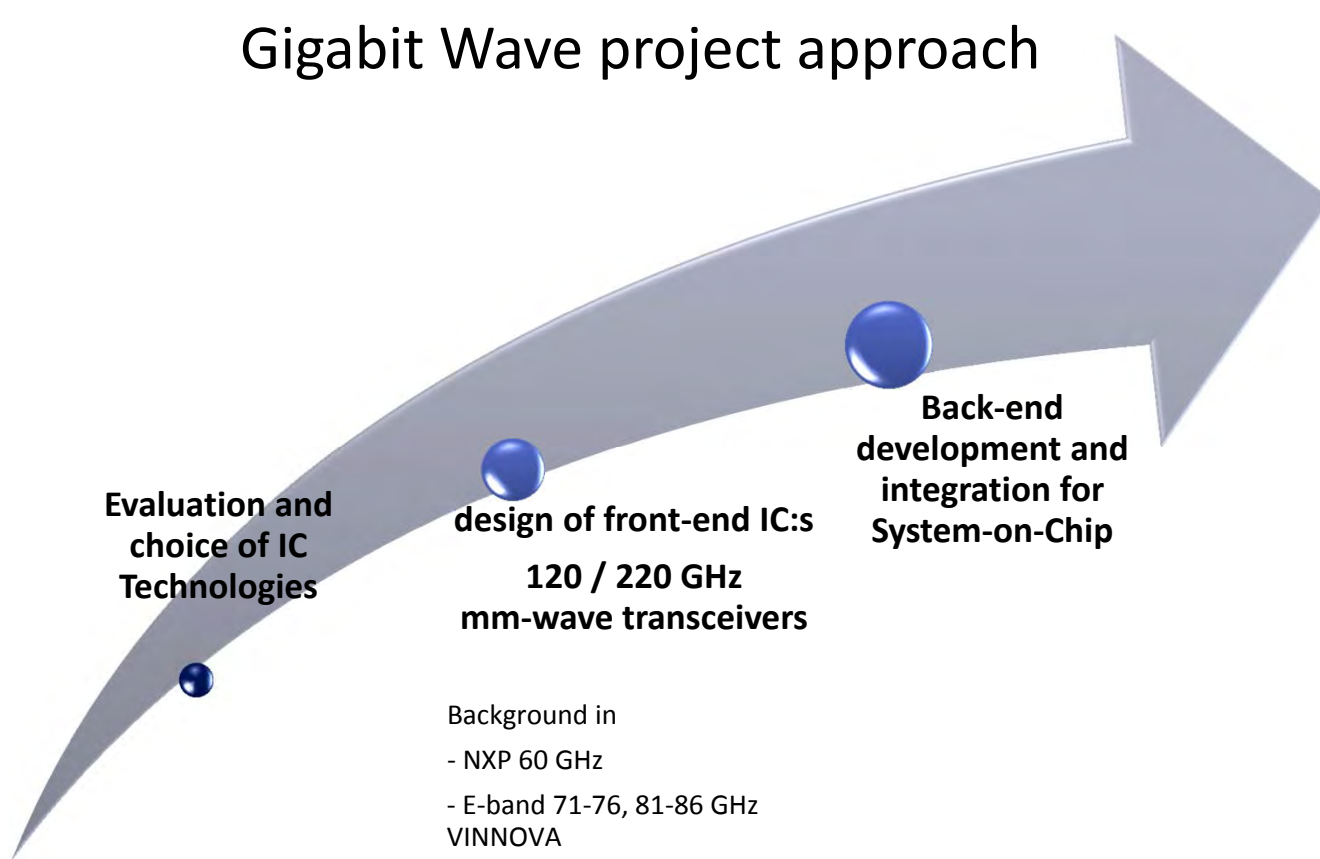 Gigabit Wave project approach
Evaluation and
choice of IC
Technologies
design of front-end IC:s
120 / 220 GHz
mm-wave transceivers
Back-end
development and
integration for
System-on-Chip
Background in
- NXP 60 GHz
- E-band 71-76, 81-86 GHz
VINNOVA